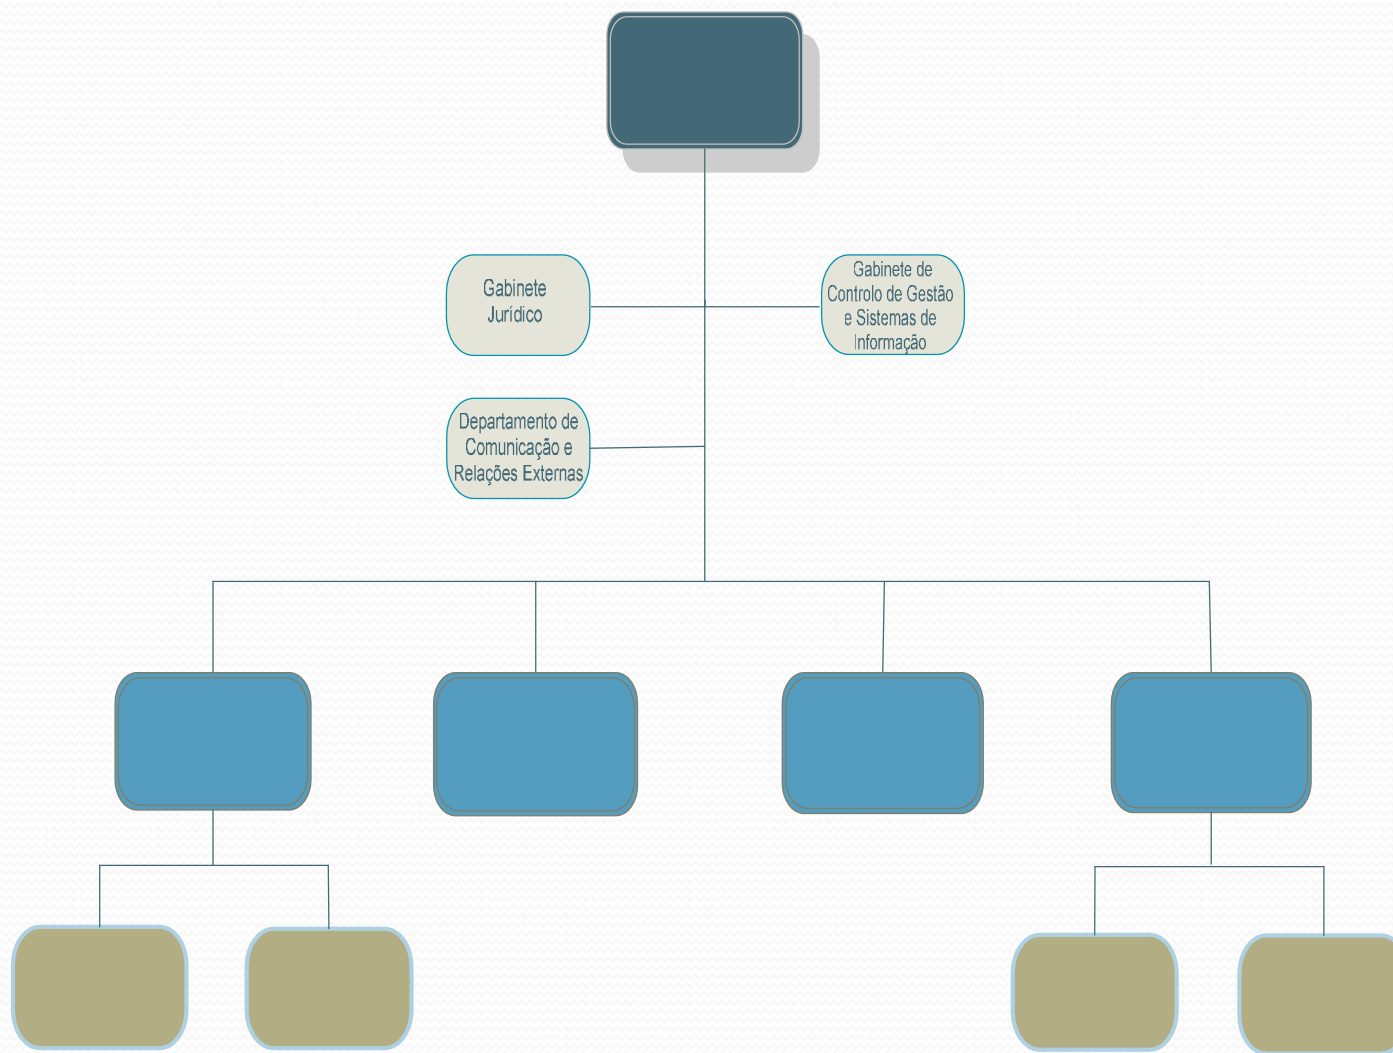 Gabinete
Jurídico
Gabinete de
Controlo de Gestão
e Sistemas de
Informação
Departamento de
Comunicação e
Relações Externas